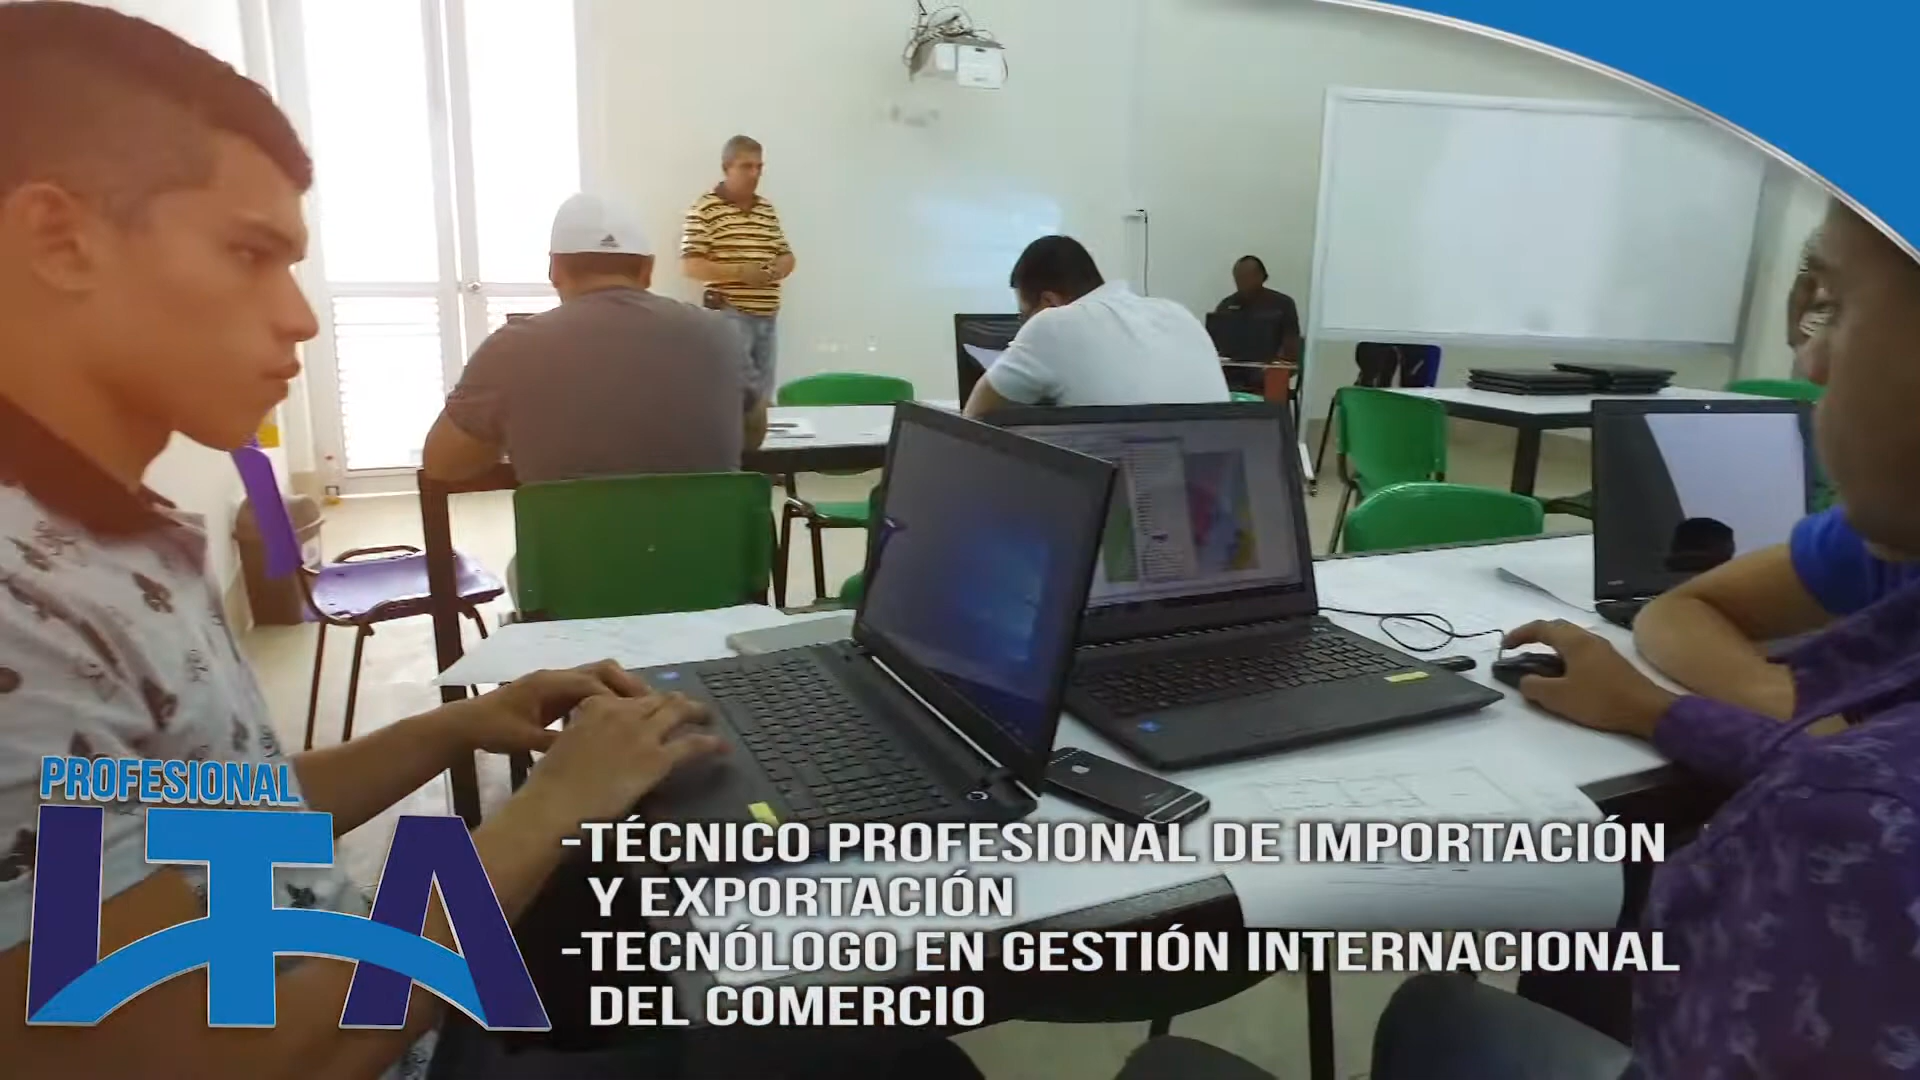 PROFESIONAL
ITA
-TÉCNICO PROFESIONAL DE IMPORTACIÓN
Y EXPORTACIÓN
-TECNÓLOGO EN GESTIÓN INTERNACIONAL
DEL COMERCIO